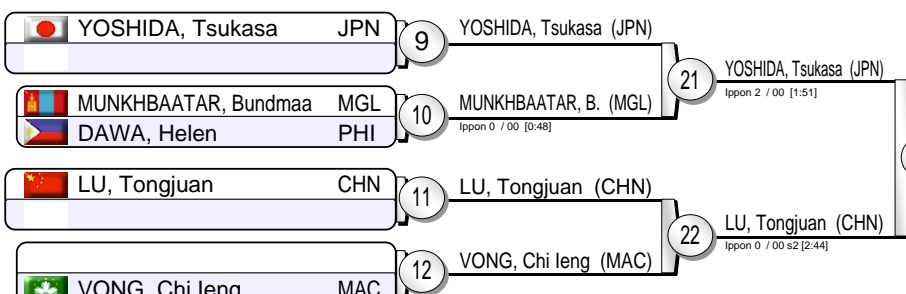 YOSHIDA, Tsukasa JPN
9
YOSHIDA, Tsukasa (JPN)
21
YOSHIDA, Tsukasa (JPN)
Ippon 2 / 00 [1:51]
MUNKHBAATAR, Bundmaa MGL
DAWA, Helen PHI
10
MUNKHBAATAR, B. (MGL)
Ippon 0 / 00 [0:48]
LU, Tongjuan CHN
11
LU, Tongjuan (CHN)
22
LU, Tongjuan (CHN)
Ippon 0 / 00 s2 [2:44]
VONG, Chi Ieng MAC
12
VONG, Chi Ieng (MAC)